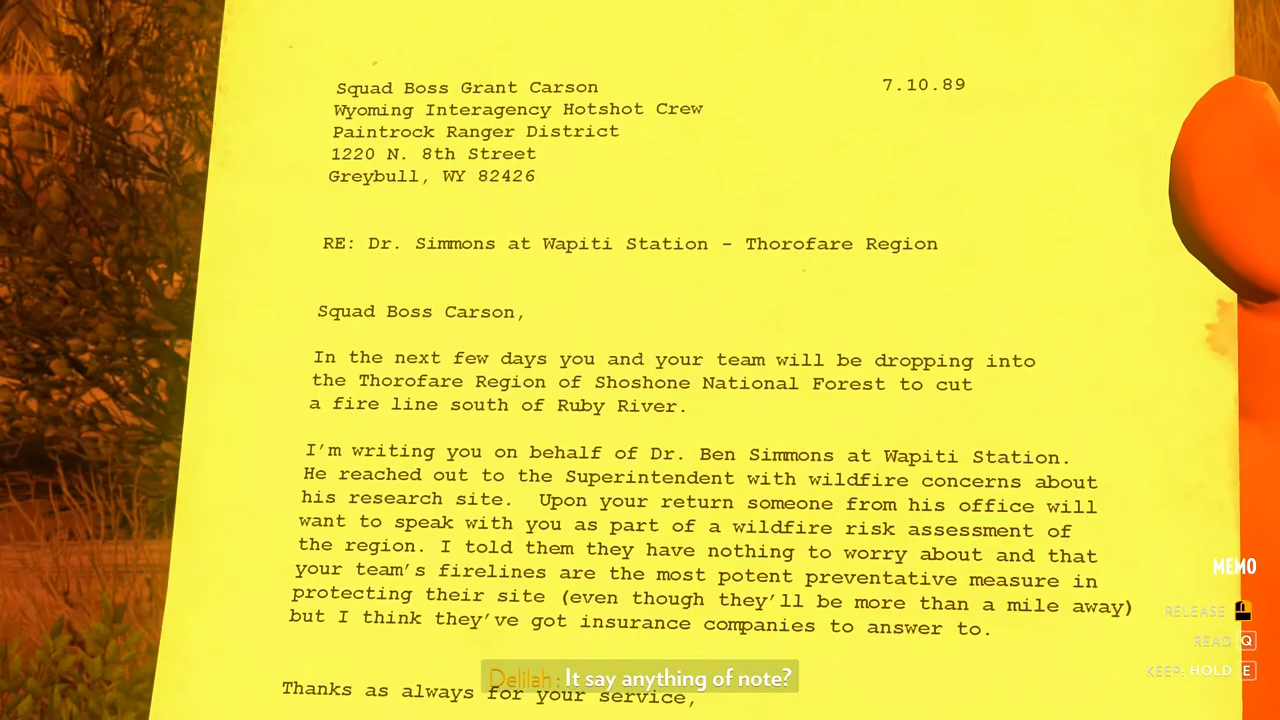 Squad Boss Grant Carson 7.10.89
Wyoming Interagency Hotshot Crew
Paintrock Ranger District
1220 N. 8th Street
Greybull, WY 82426
RE: Dr. Simmons at Wapiti Station - Thorofare Region
Squad Boss Carson,
In the next few days you and your team will be dropping into
the Thorofare Region of Shoshone National Forest to cut
a fire line south of Ruby River.
I'm writing you on behalf of Dr. Ben Simmons at Wapiti Station.
He reached out to the Superintendent with wildfire concerns about
his research site. Upon your return someone from his office will
want to speak with you as part of a wildfire risk assessment of
the region. I told them they have nothing to worry about and that
your team's firelines are the most potent preventative measure in
protecting their site (even though they'll be more than a mile away)
but I think they've got insurance companies to answer to.
Thanks as always for your service,
Delilah: It say anything of note?
MEMO
RELEASE
READ Q
KEEP: HOLD E